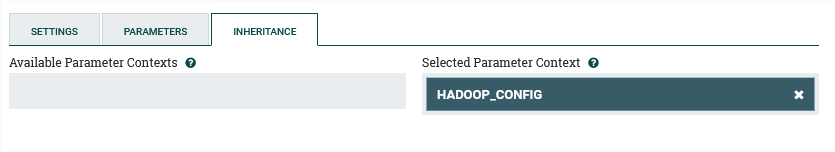 SETTINGS
PARAMETERS
INHERITANCE
Available Parameter Contexts ?
Selected Parameter Context ?
HADOOP_CONFIG